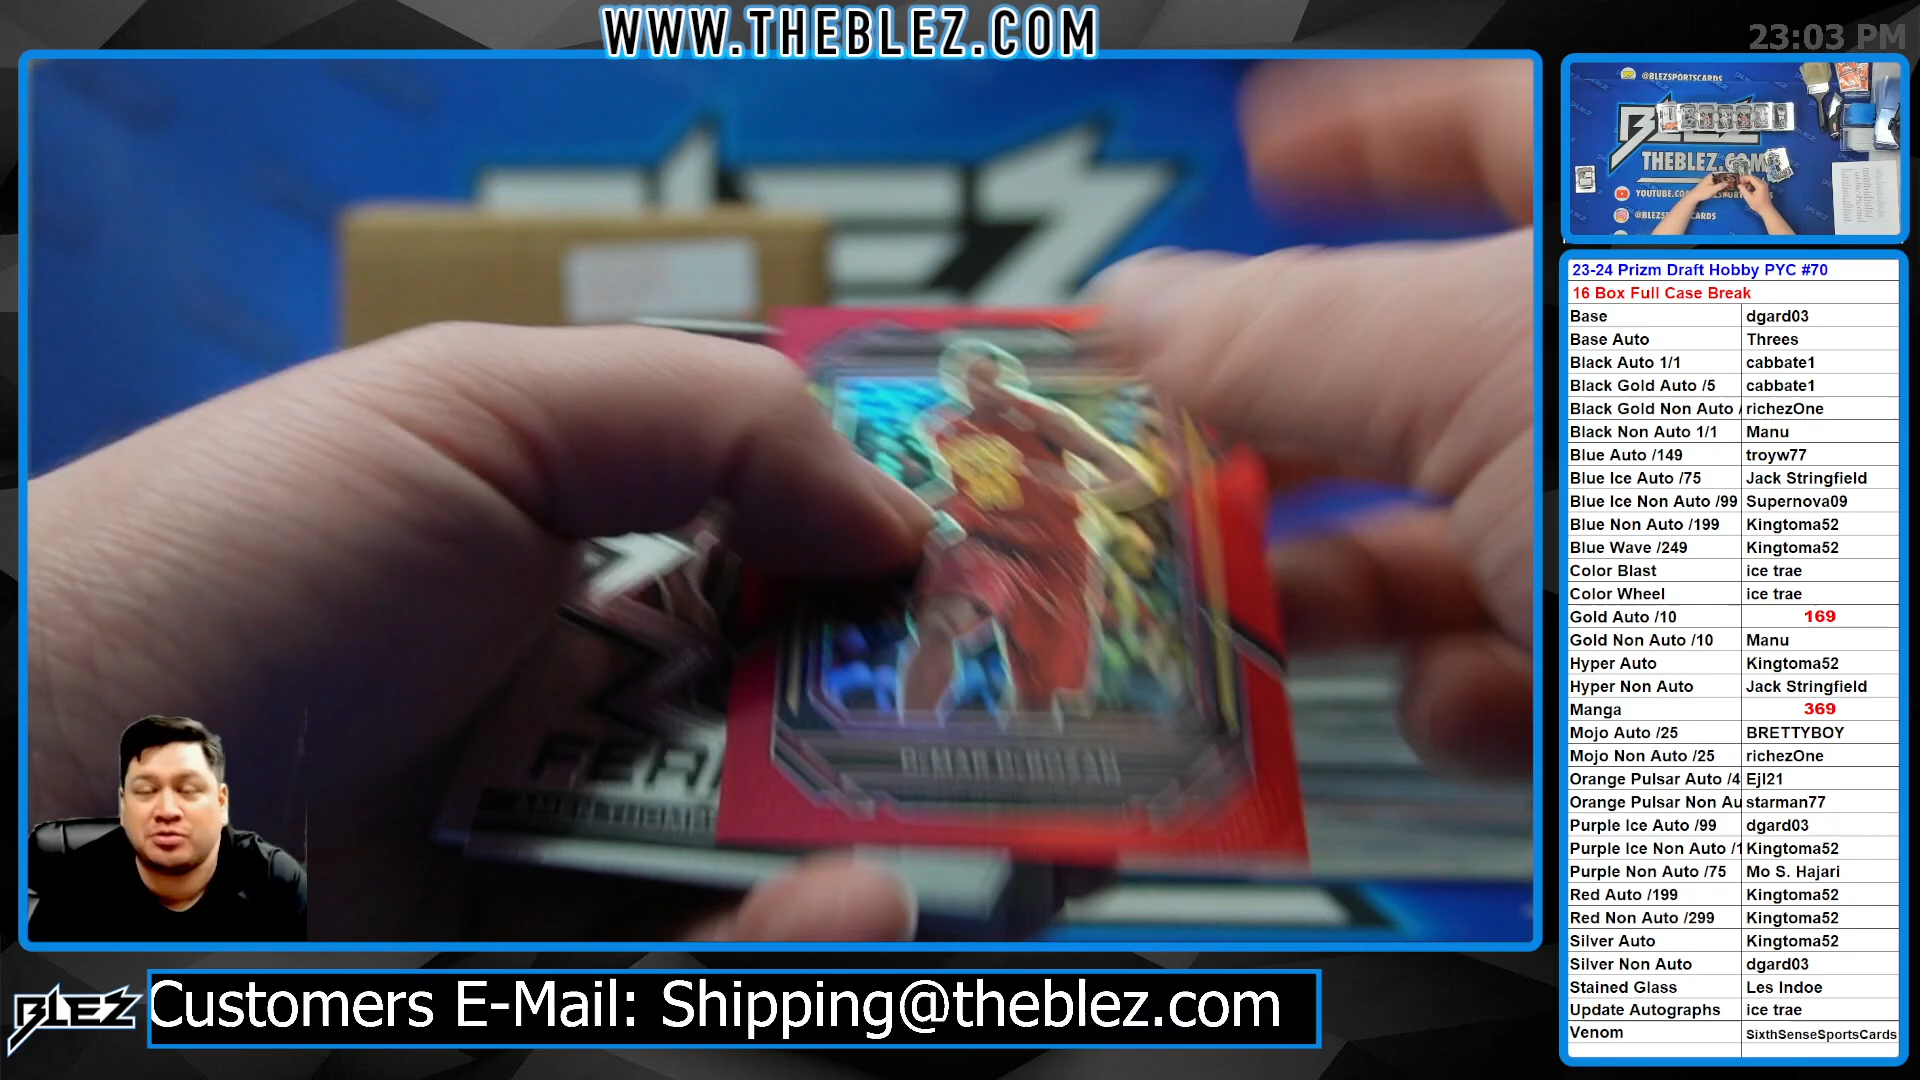 WWW.THEBLEZ.COM
23:03 PM
@BLEZSPORTSCARDS
THEBLEZ.COM
@BLEZS
CARDS
23-24 Prizm Draft Hobby PYC #70
16 Box Full Case Break
Base dgard03
Base Auto Threes
Black Auto 1/1 cabbate1
Black Gold Auto /5 cabbate1
Black Gold Non Auto / richezOne
Black Non Auto 1/1 Manu
Blue Auto /149 troyw77
Blue Ice Auto /75 Jack Stringfield
Blue Ice Non Auto /99 Supernova09
Blue Non Auto /199 Kingtoma52
Blue Wave /249 Kingtoma52
Color Blast ice trae
Color Wheel ice trae
Gold Auto /10 169
Gold Non Auto /10 Manu
Hyper Auto Kingtoma52
Hyper Non Auto Jack Stringfield
Manga 369
Mojo Auto /25 BRETTYBOY
Mojo Non Auto /25 richezOne
Orange Pulsar Auto /4 Ejl21
Orange Pulsar Non Au starman77
Purple Ice Auto /99 dgard03
Purple Ice Non Auto /1 Kingtoma52
Purple Non Auto /75 Mo S. Hajari
Red Auto /199 Kingtoma52
Red Non Auto /299 Kingtoma52
Silver Auto Kingtoma52
Silver Non Auto dgard03
Stained Glass Les Indoe
Update Autographs ice trae
Venom SixthSenseSportsCards
DEMAR DEROZAN
AMEN THOMPS
BLEZ
Customers E-Mail: Shipping@theblez.com